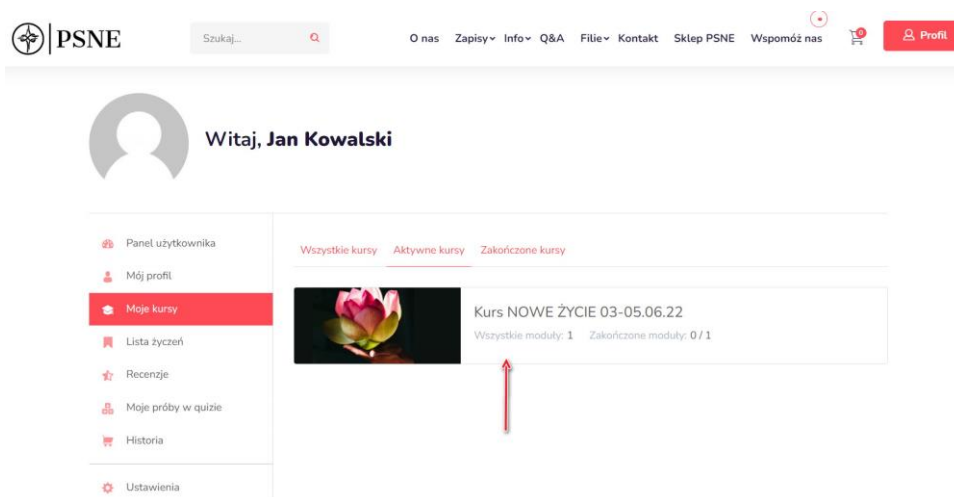 PSNE
Szukaj...
O nas Zapisy Info Q&A Filie Kontakt Sklep PSNE Wspomóż nas
0
Profil
Witaj, Jan Kowalski
Panel użytkownika
Mój profil
Moje kursy
Lista życzeń
Recenzje
Moje próby w quizie
Historia
Ustawienia
Wszystkie kursy Aktywne kursy Zakończone kursy
Kurs NOWE ŻYCIE 03-05.06.22
Wszystkie moduły: 1 Zakończone moduły: 0 / 1